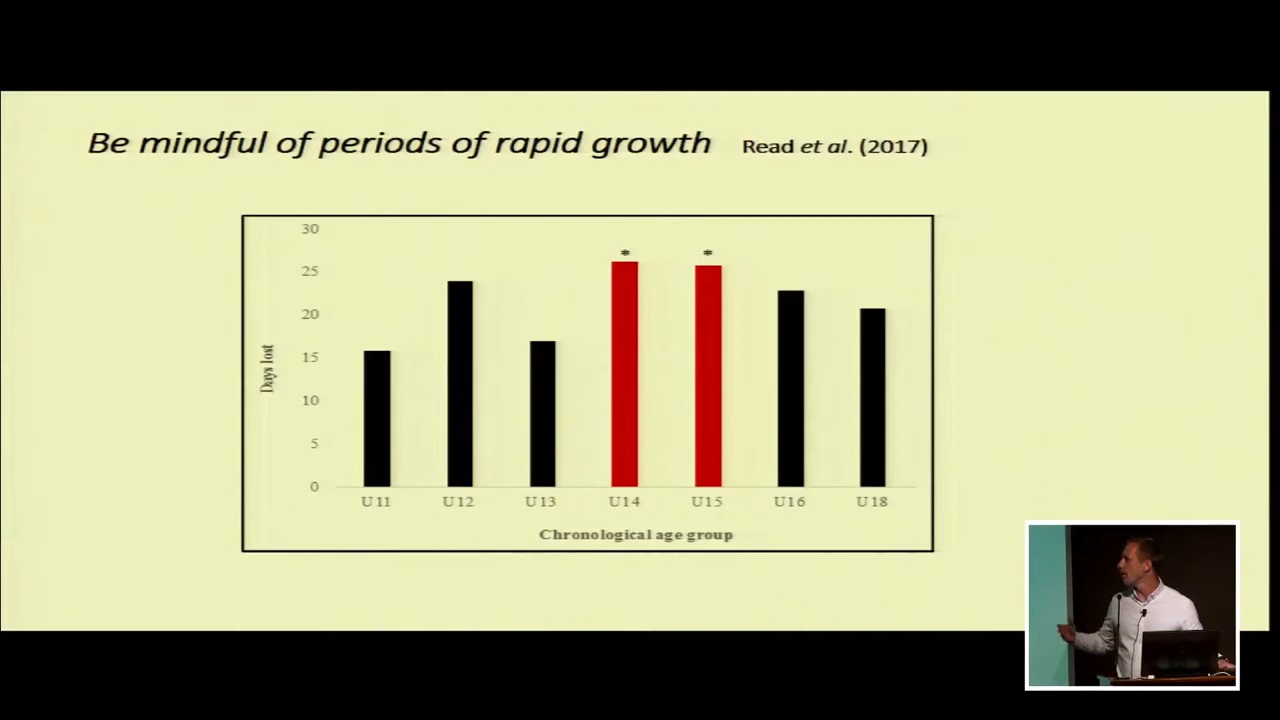 Be mindful of periods of rapid growth Read et al. (2017)
30
25
20
15
10
5
0
Days lost
* *
U11 U12 U13 U14 U15 U16 U18
Chronological age group